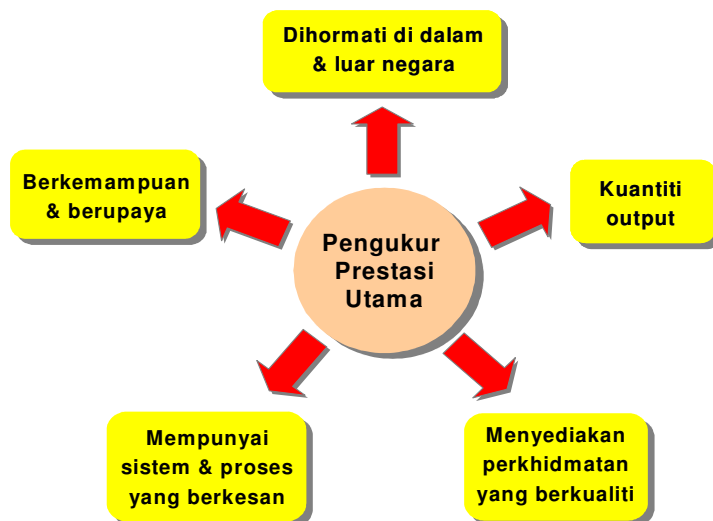 Dihormati di dalam
& luar negara
Berkemampuan
& berupaya
Kuantiti
output
Pengukur
Prestasi
Utama
Mempunyai
sistem & proses
yang berkesan
Menyediakan
perkhidmatan
yang berkualiti